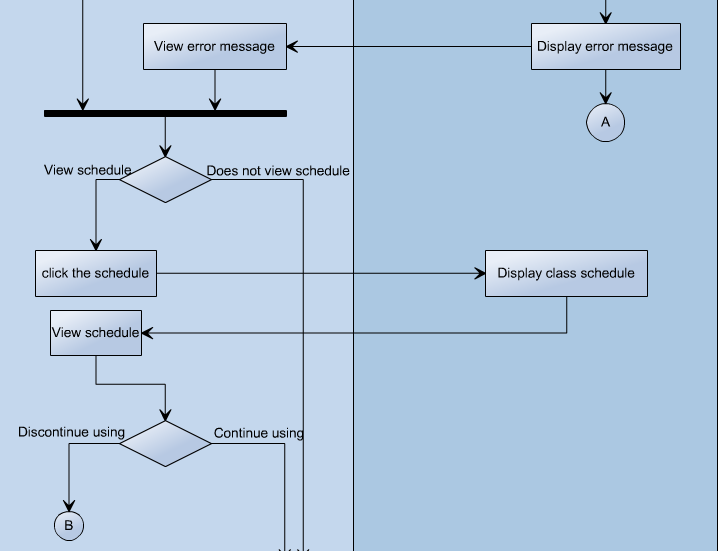 View error message
Display error message
A
View schedule
Does not view schedule
click the schedule
Display class schedule
View schedule
Discontinue using
Continue using
B